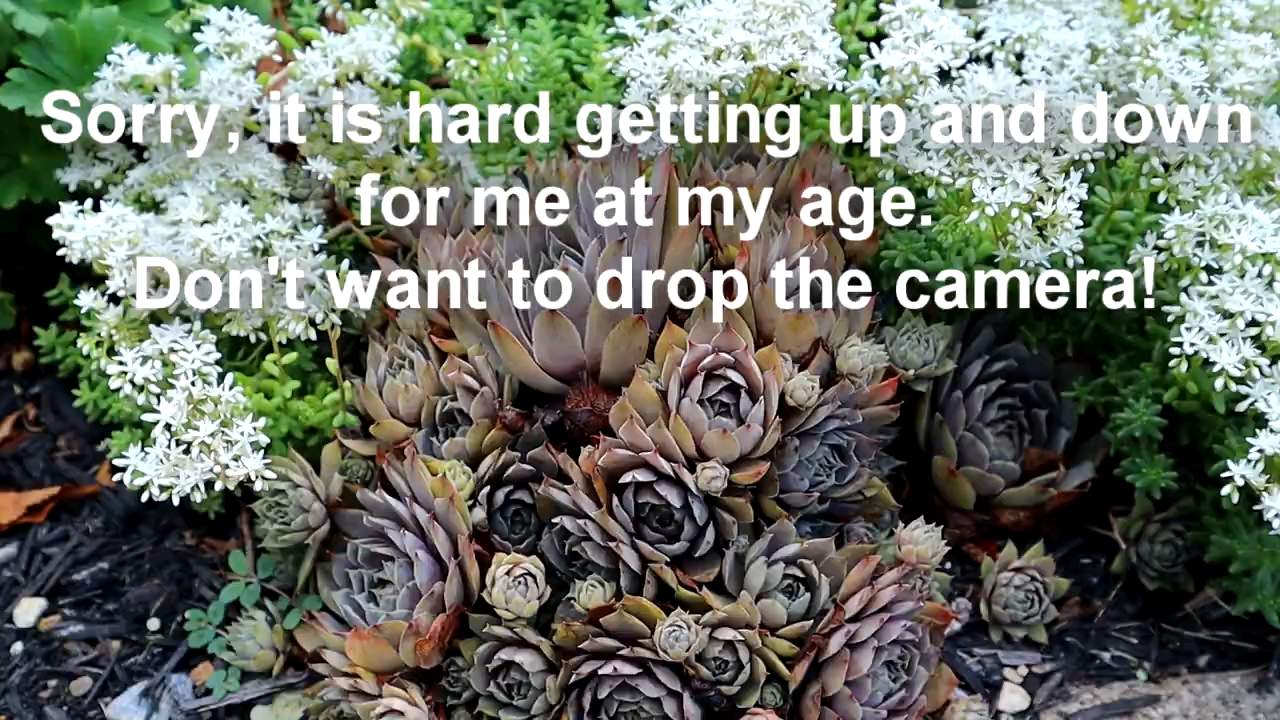 Sorry, it is hard getting up and down
for me at my age.
Don't want to drop the camera!